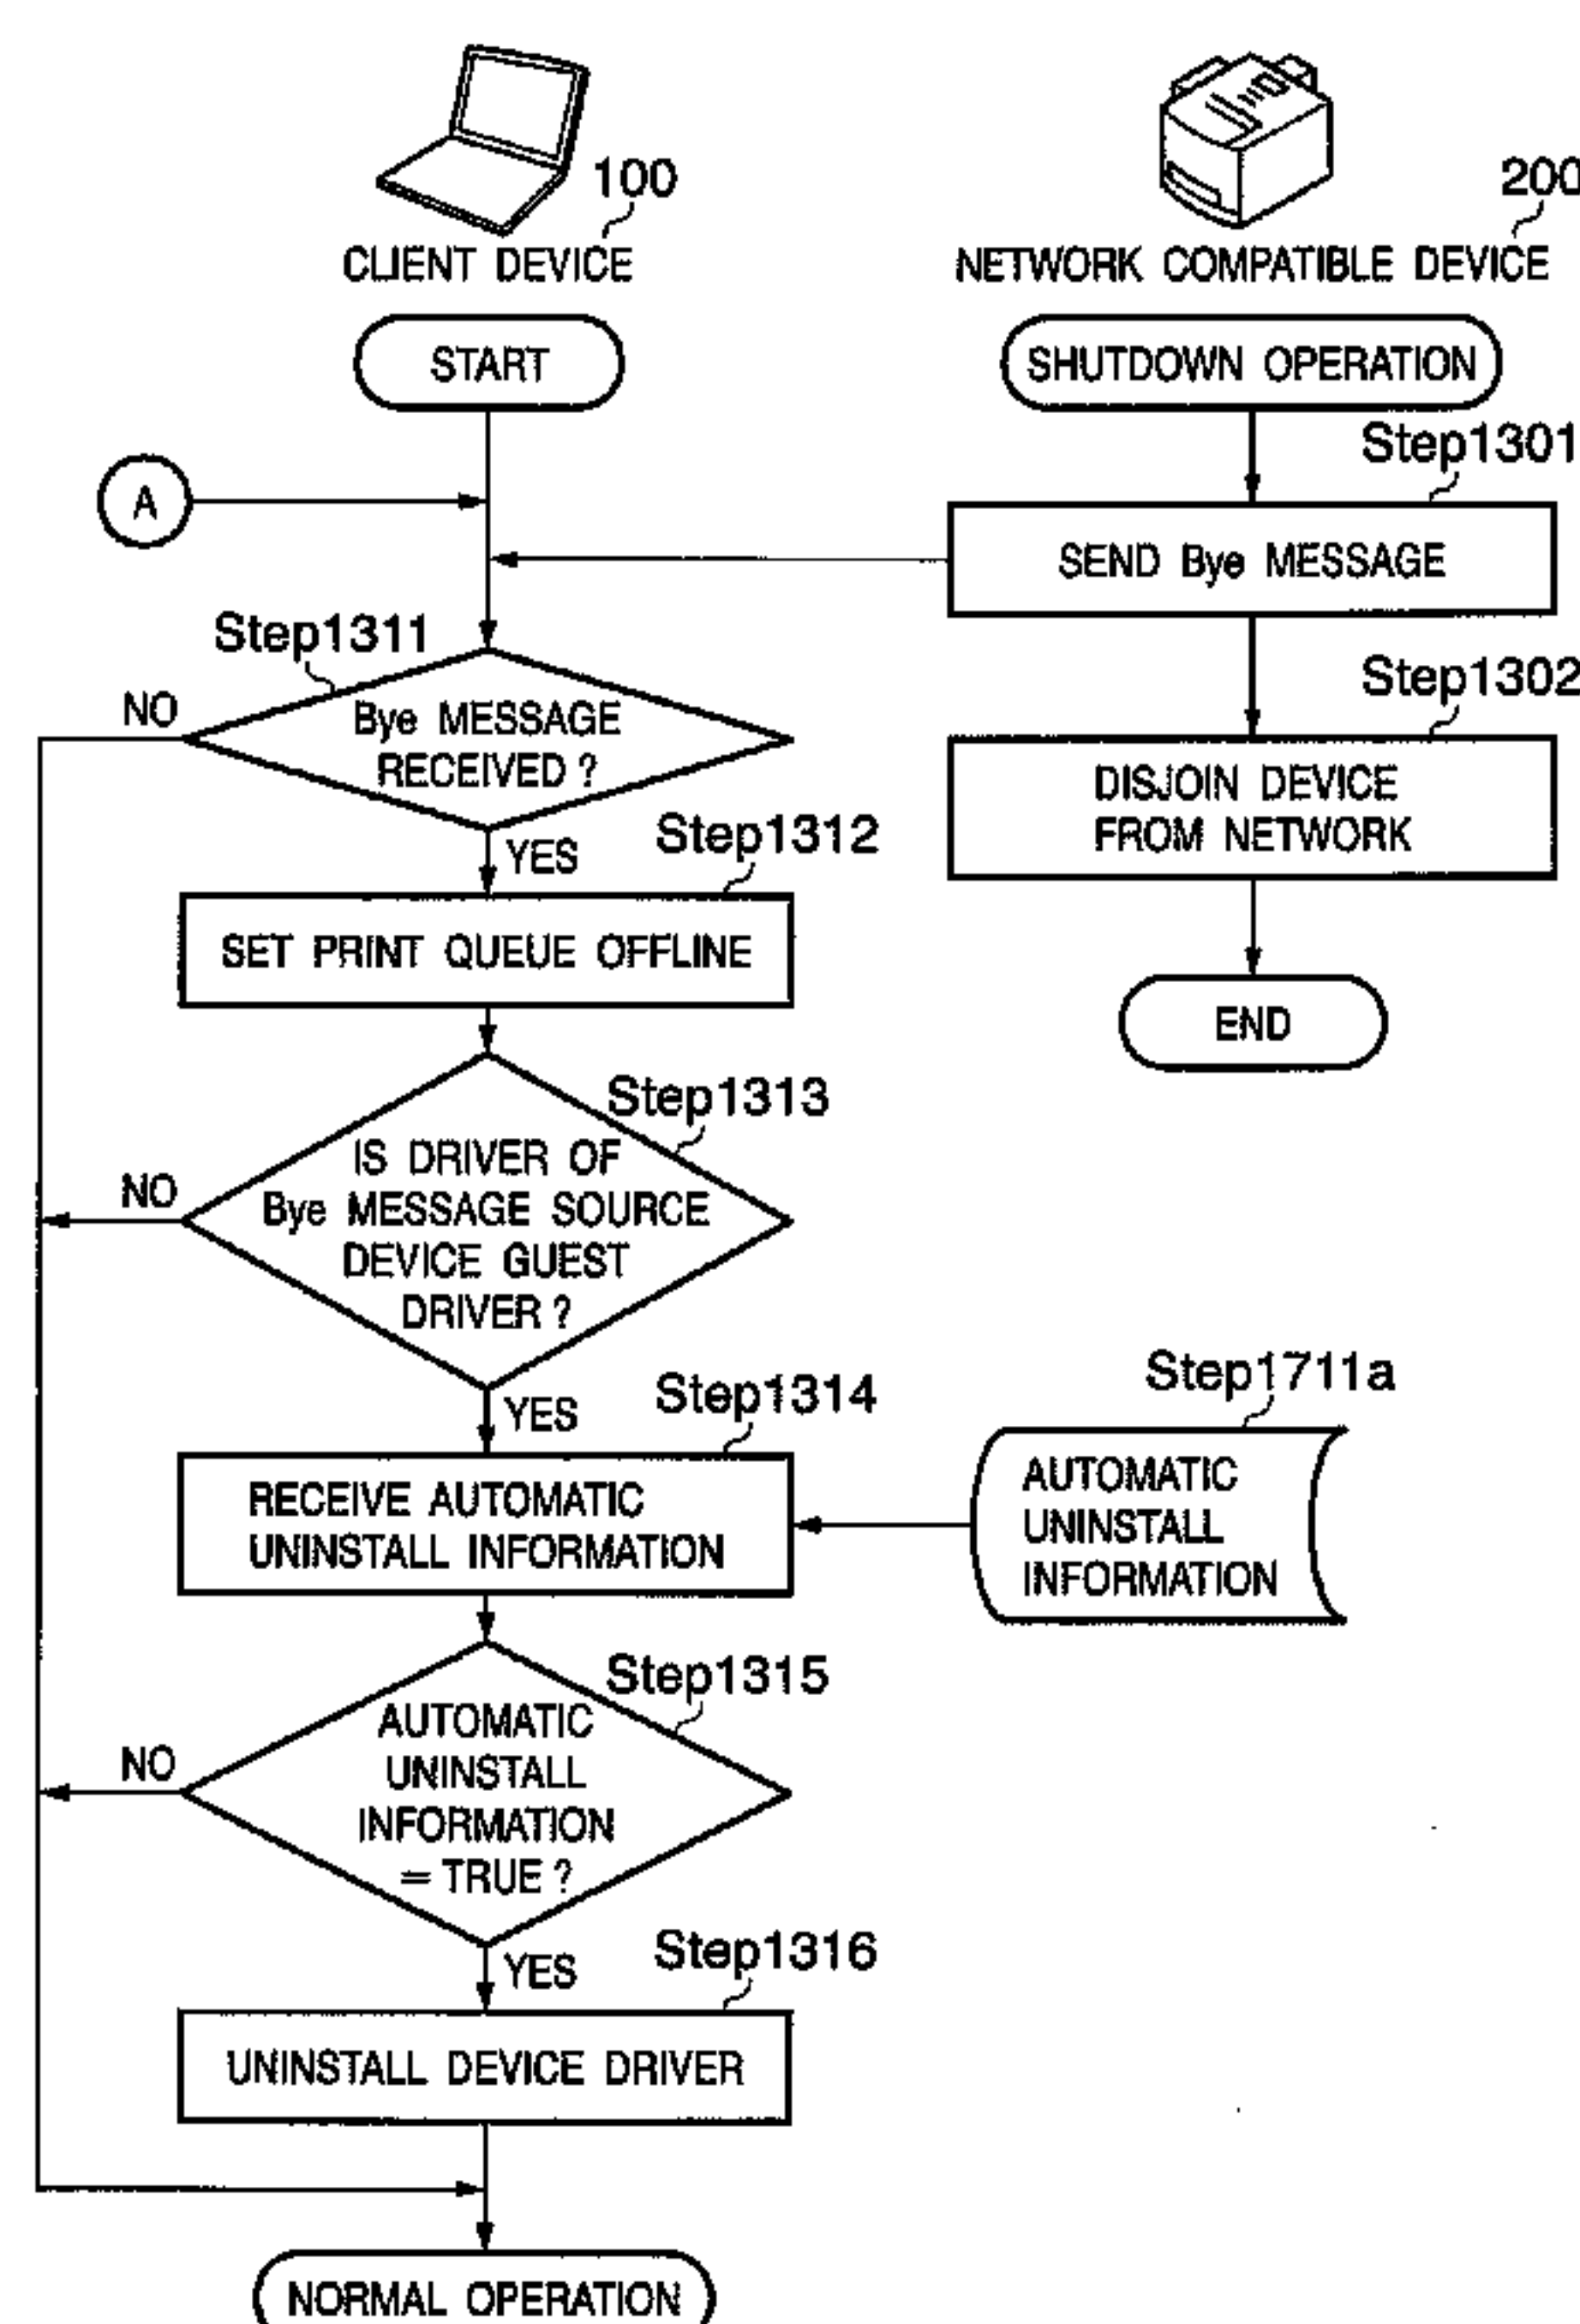 100
CLIENT DEVICE
200
NETWORK COMPATIBLE DEVICE
START
SHUTDOWN OPERATION
Step1301
A
SEND Bye MESSAGE
Step1311
NO
Bye MESSAGE
RECEIVED ?
Step1302
DISJOIN DEVICE
FROM NETWORK
YES
Step1312
SET PRINT QUEUE OFFLINE
END
Step1313
NO
IS DRIVER OF
Bye MESSAGE SOURCE
DEVICE GUEST
DRIVER ?
YES
Step1314
RECEIVE AUTOMATIC
UNINSTALL INFORMATION
Step1711a
AUTOMATIC
UNINSTALL
INFORMATION
Step1315
NO
AUTOMATIC
UNINSTALL
INFORMATION
= TRUE ?
YES
Step1316
UNINSTALL DEVICE DRIVER
NORMAL OPERATION